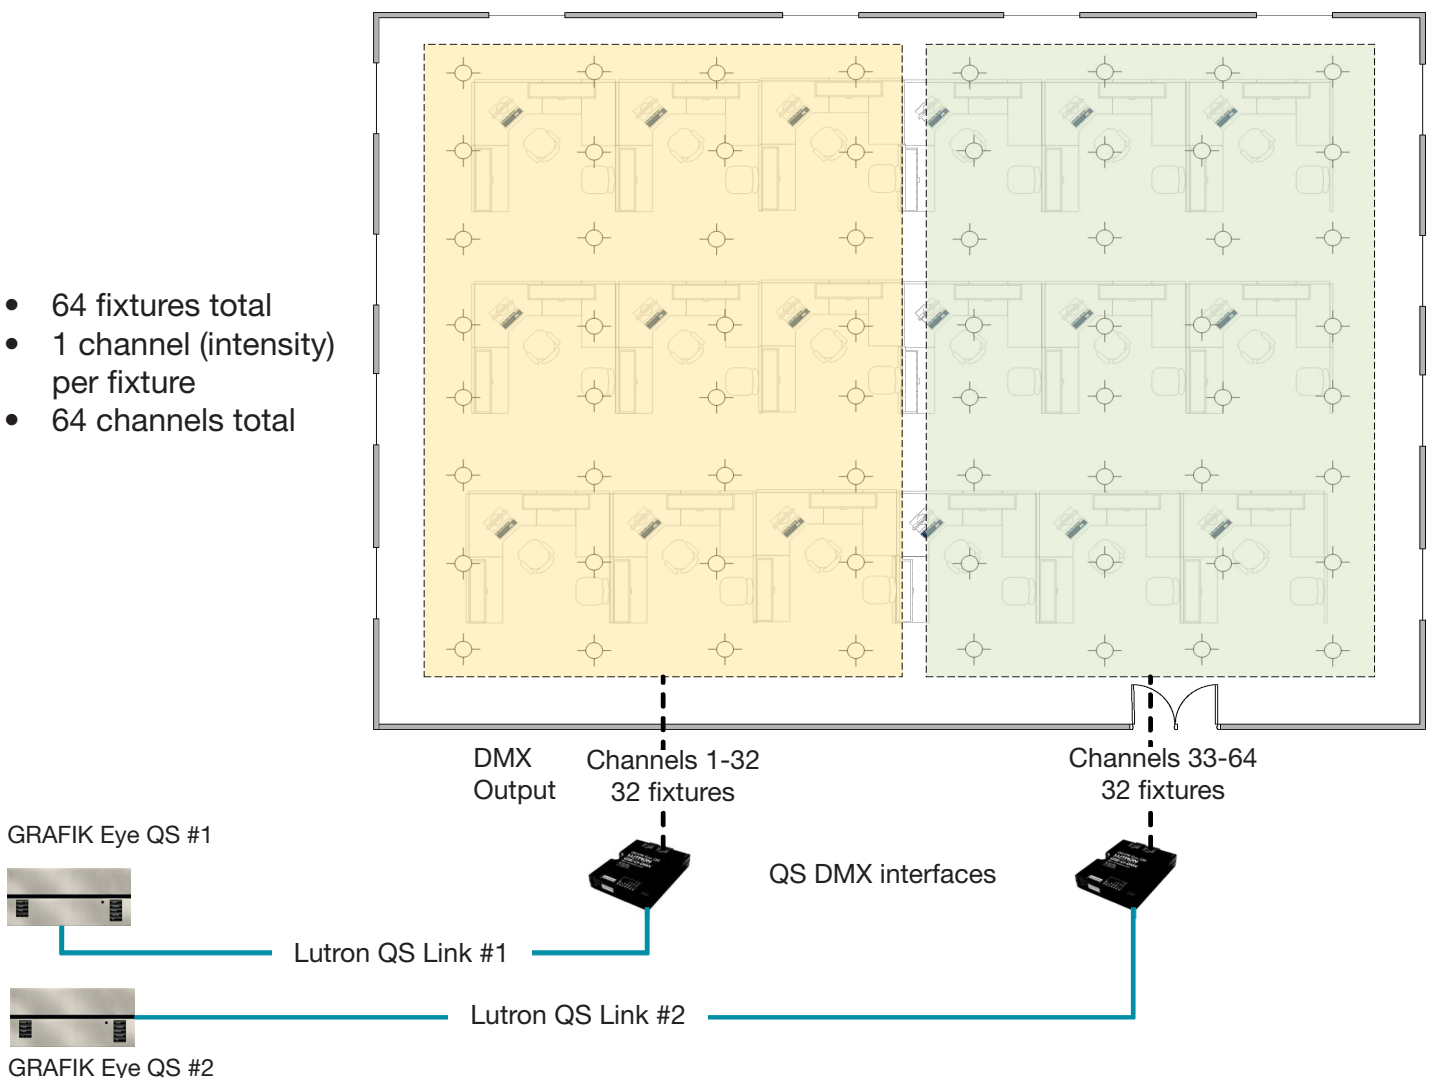 • 64 fixtures total
• 1 channel (intensity)
per fixture
• 64 channels total
DMX
Output
Channels 1-32
32 fixtures
Channels 33-64
32 fixtures
GRAFIK Eye QS #1
LUTRON
QS DMX interfaces
Lutron QS Link #1
Lutron QS Link #2
GRAFIK Eye QS #2